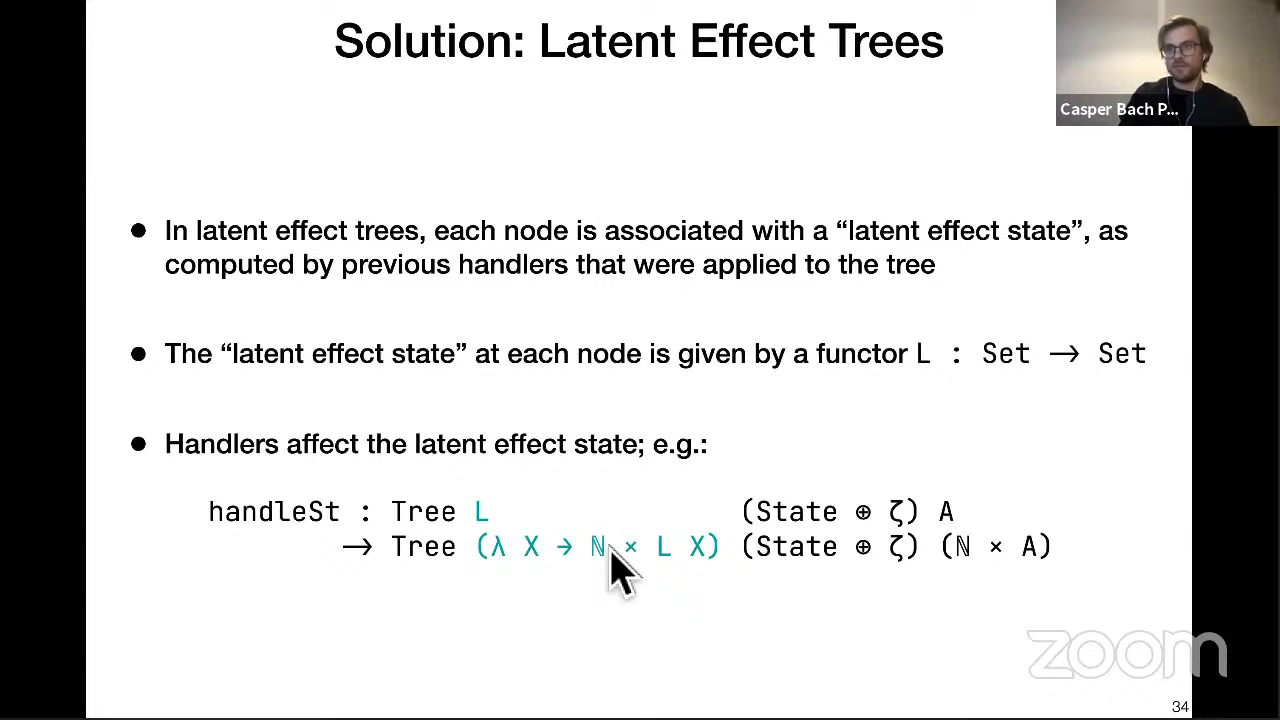 Solution: Latent Effect Trees
Casper Bach P...
● In latent effect trees, each node is associated with a “latent effect state”, as
computed by previous handlers that were applied to the tree
● The “latent effect state” at each node is given by a functor L : Set → Set
● Handlers affect the latent effect state; e.g.:
handleSt : Tree L (State ⊕ ζ) A
→ Tree (λ X → ℕ × L X) (State ⊕ ζ) (ℕ × A)
zoom
34